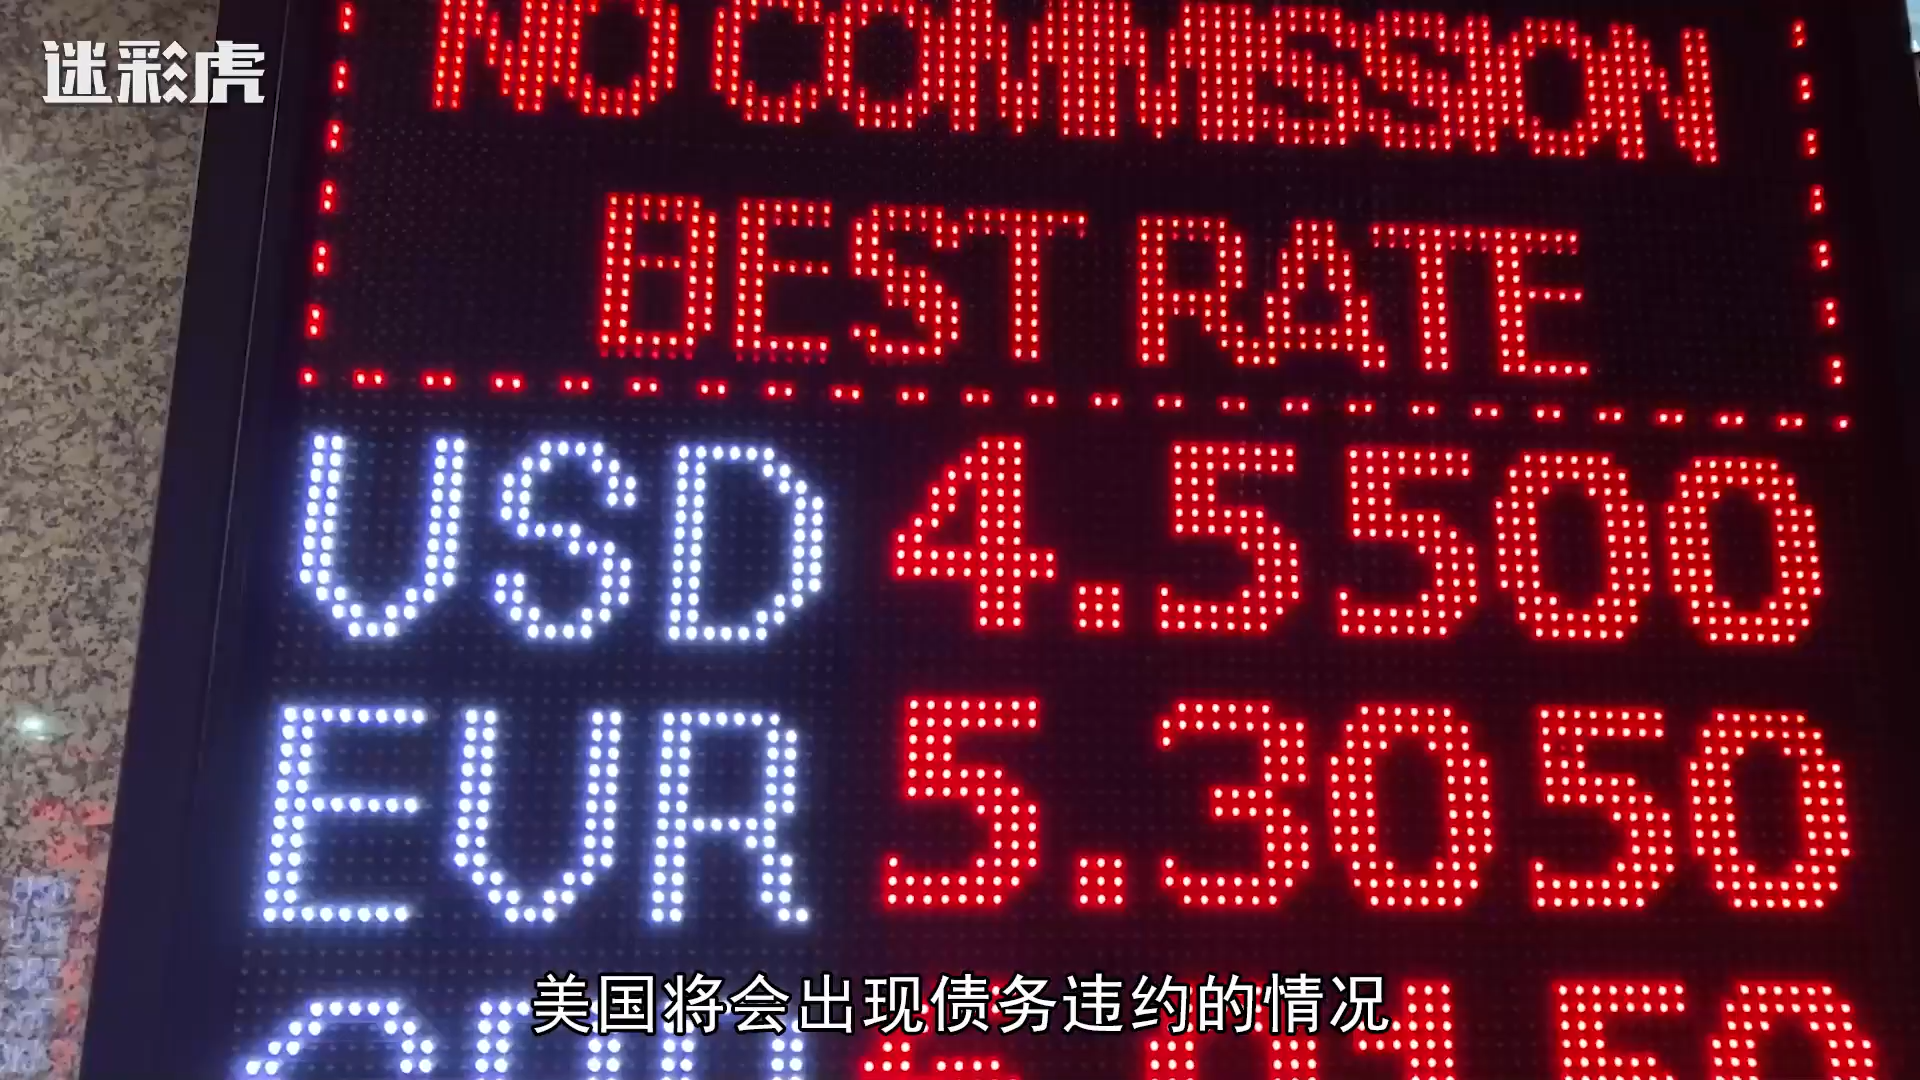 迷彩虎
NO COMMISSION
BEST RATE
USD 4.5500
EUR 5.3050
美国将会出现债务违约的情况